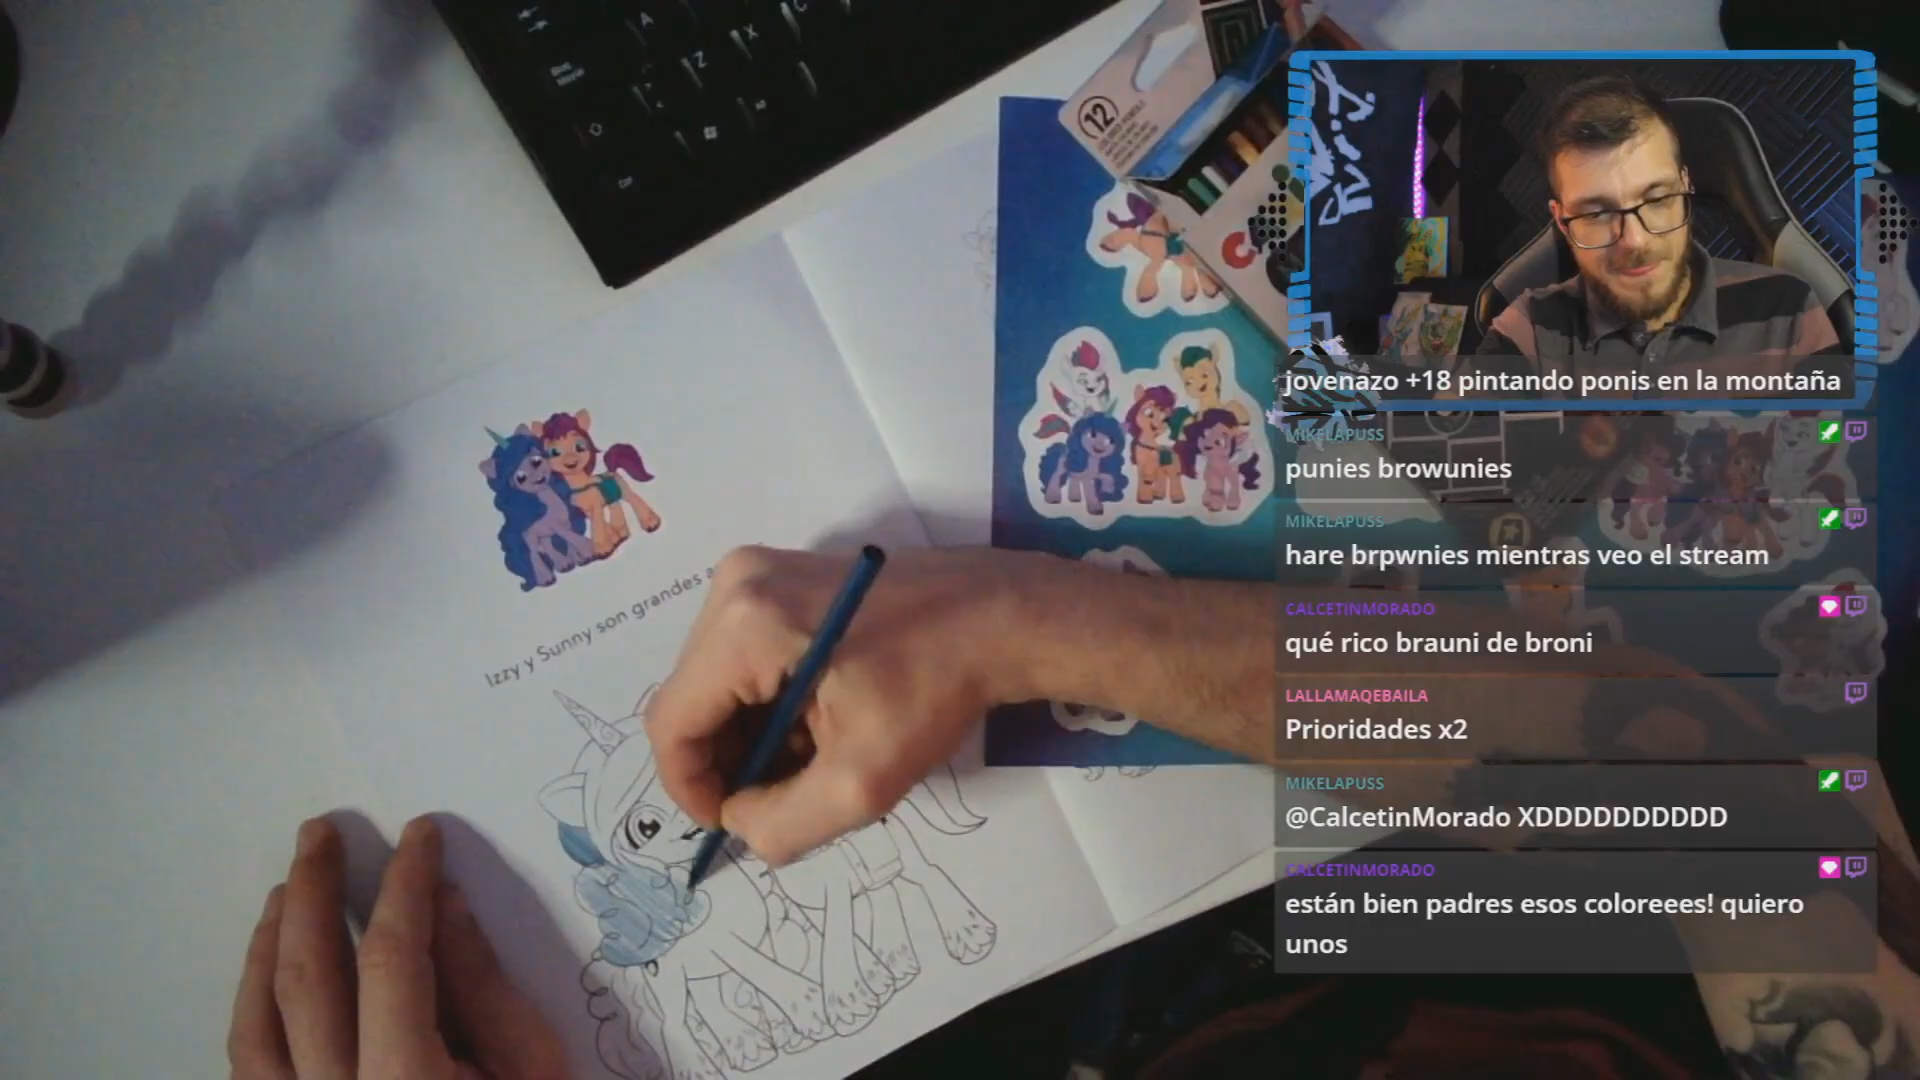 A
Z
X
C
12
Izzy y Sunny son grandes
jovenazo +18 pintando ponis en la montaña
MIKELAPUSS
punies browunies
MIKELAPUSS
hare brpwnies mientras veo el stream
CALCETINMORADO
qué rico brauni de broni
LALLAMAQEBAILA
Prioridades x2
MIKELAPUSS
@CalcetinMorado XDDDDDDDDDD
CALCETINMORADO
están bien padres esos coloreees! quiero
unos